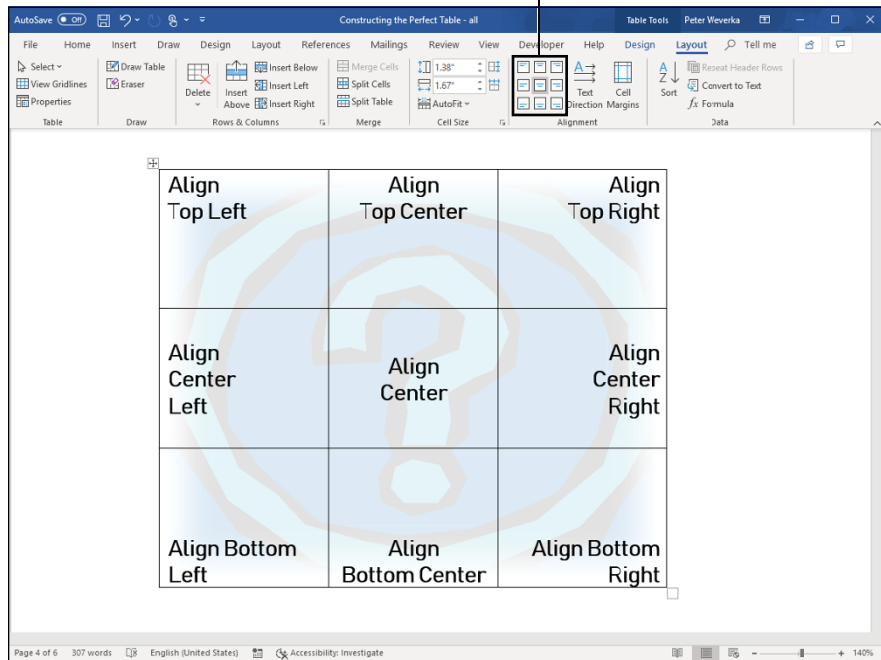 AutoSave Off Constructing the Perfect Table - all Table Tools Peter Weverka
File Home Insert Draw Design Layout References Mailings Review View Developer Help Design Layout Tell me
Select Draw Table Insert Below Merge Cells 1.38" Reseat Header Rows
View Gridlines Eraser Insert Left Split Cells 1.67" Convert to Text
Properties Delete Insert Above Insert Right Split Table AutoFit Text Direction Cell Margins Sort fx Formula
Table Draw Rows & Columns Merge Cell Size Alignment Data
Align
Top Left
Align
Top Center
Align
Top Right
Align
Center
Left
Align
Center
Align
Center
Right
Align Bottom
Left
Align
Bottom Center
Align Bottom
Right
Page 4 of 6 307 words English (United States) Accessibility: Investigate 140%